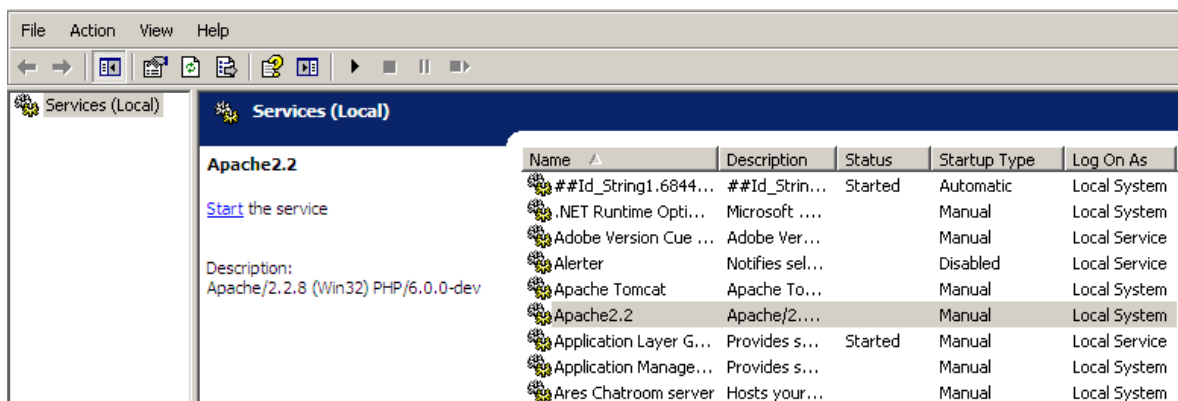 File Action View Help
Services (Local)
Services (Local)
Apache2.2
Start the service
Description:
Apache/2.2.8 (Win32) PHP/6.0.0-dev
Name Description Status Startup Type Log On As
##Id_String1.6844... ##Id_Strin... Started Automatic Local System
.NET Runtime Opti... Microsoft .... Manual Local System
Adobe Version Cue ... Adobe Ver... Manual Local Service
Alerter Notifies sel... Disabled Local Service
Apache Tomcat Apache To... Manual Local System
Apache2.2 Apache/2.... Manual Local System
Application Layer G... Provides s... Started Manual Local Service
Application Manage... Provides s... Manual Local System
Ares Chatroom server Hosts your... Manual Local System